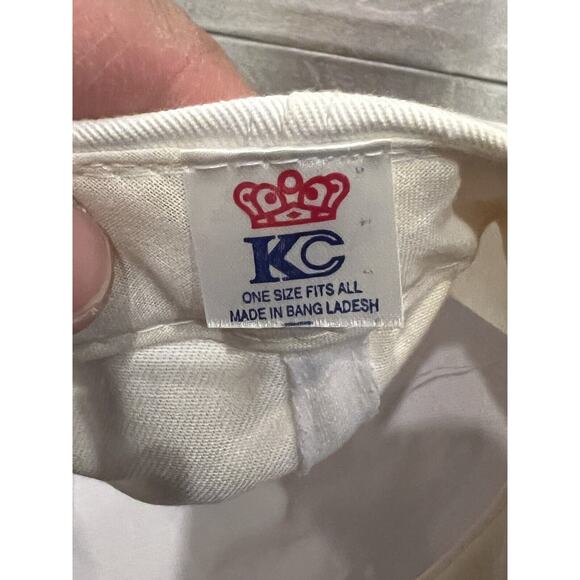 KC
ONE SIZE FITS ALL
MADE IN BANG LADESH